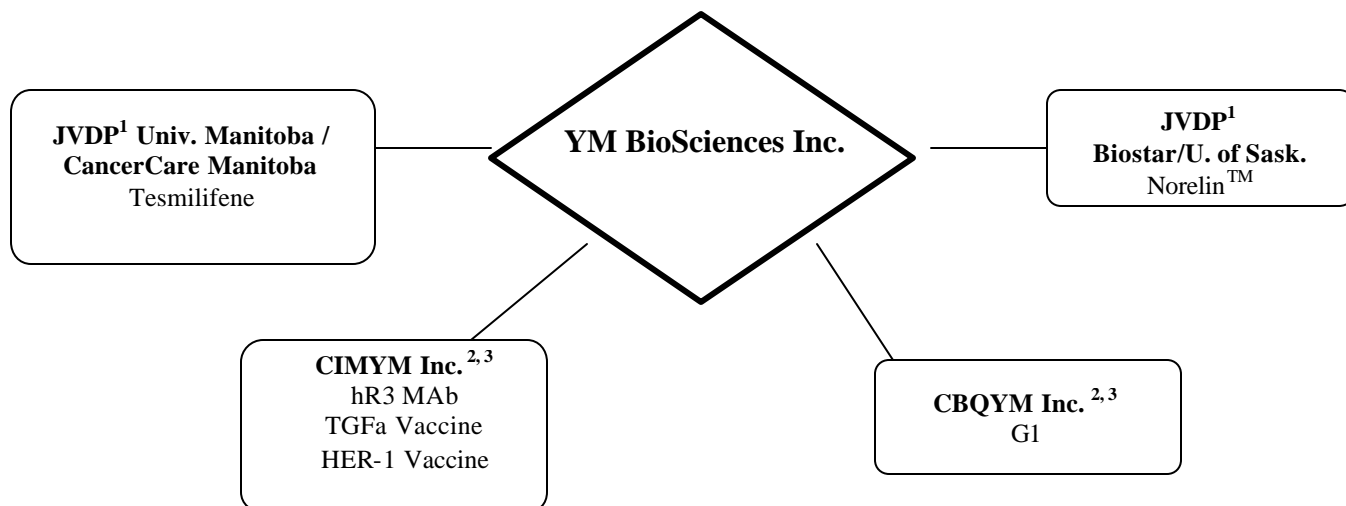 YM BioSciences Inc.
JVDP¹ Univ. Manitoba /
CancerCare Manitoba
Tesmilifene
JVDP¹
Biostar/U. of Sask.
Norelin™
CIMYM Inc. ²,³
hR3 MAb
TGFa Vaccine
HER-1 Vaccine
CBQYM Inc. ²,³
G1